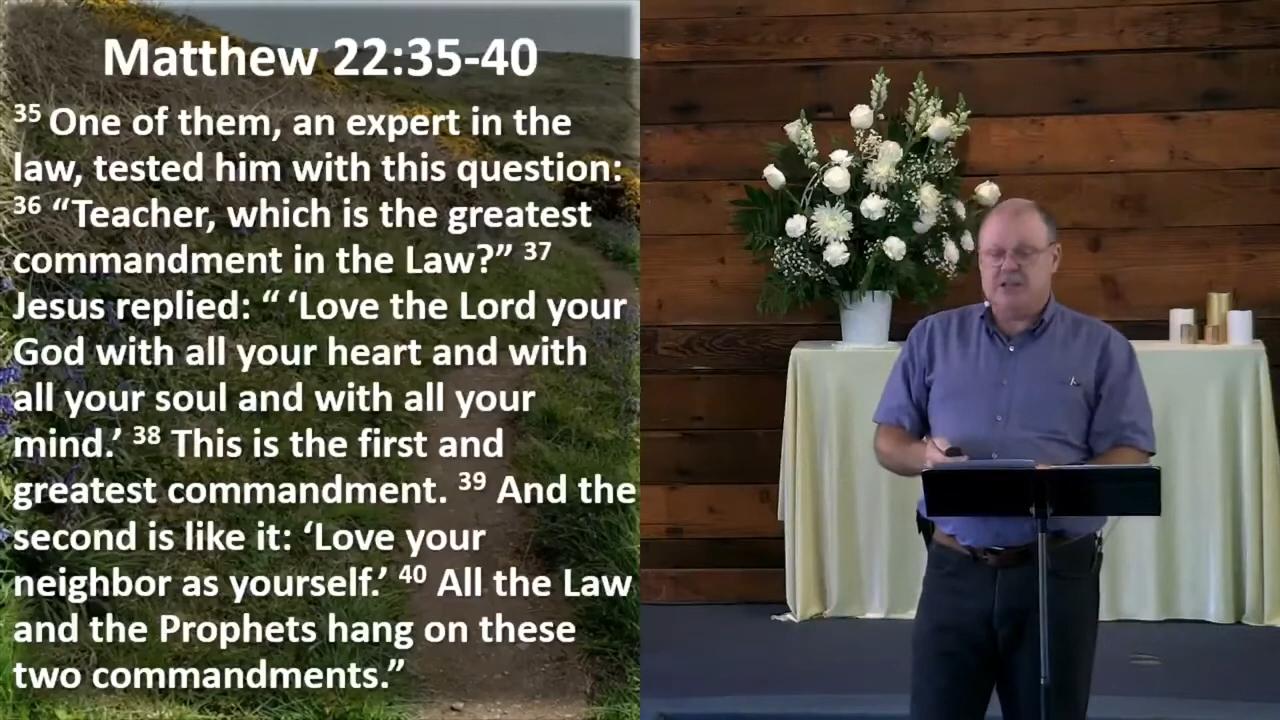 Matthew 22:35-40
35 One of them, an expert in the
law, tested him with this question:
36 “Teacher, which is the greatest
commandment in the Law?” 37
Jesus replied: “ ‘Love the Lord your
God with all your heart and with
all your soul and with all your
mind.’ 38 This is the first and
greatest commandment. 39 And the
second is like it: ‘Love your
neighbor as yourself.’ 40 All the Law
and the Prophets hang on these
two commandments.”